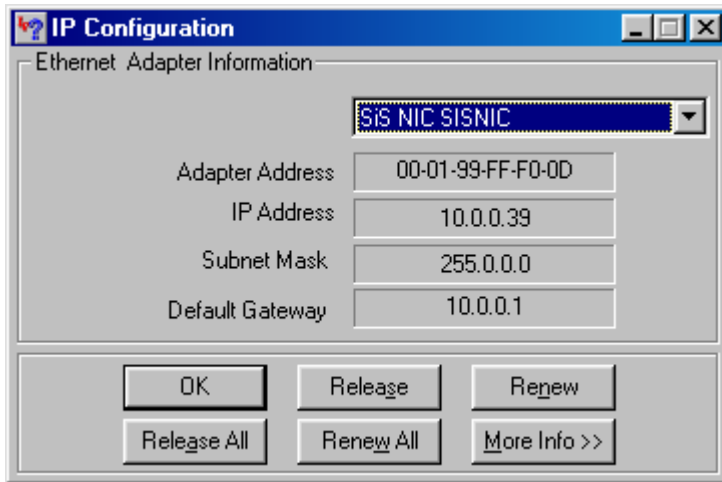 IP Configuration
Ethernet Adapter Information
SiS NIC SISNIC
Adapter Address 00-01-99-FF-F0-0D
IP Address 10.0.0.39
Subnet Mask 255.0.0.0
Default Gateway 10.0.0.1
OK Release Renew
Release All Renew All More Info >>